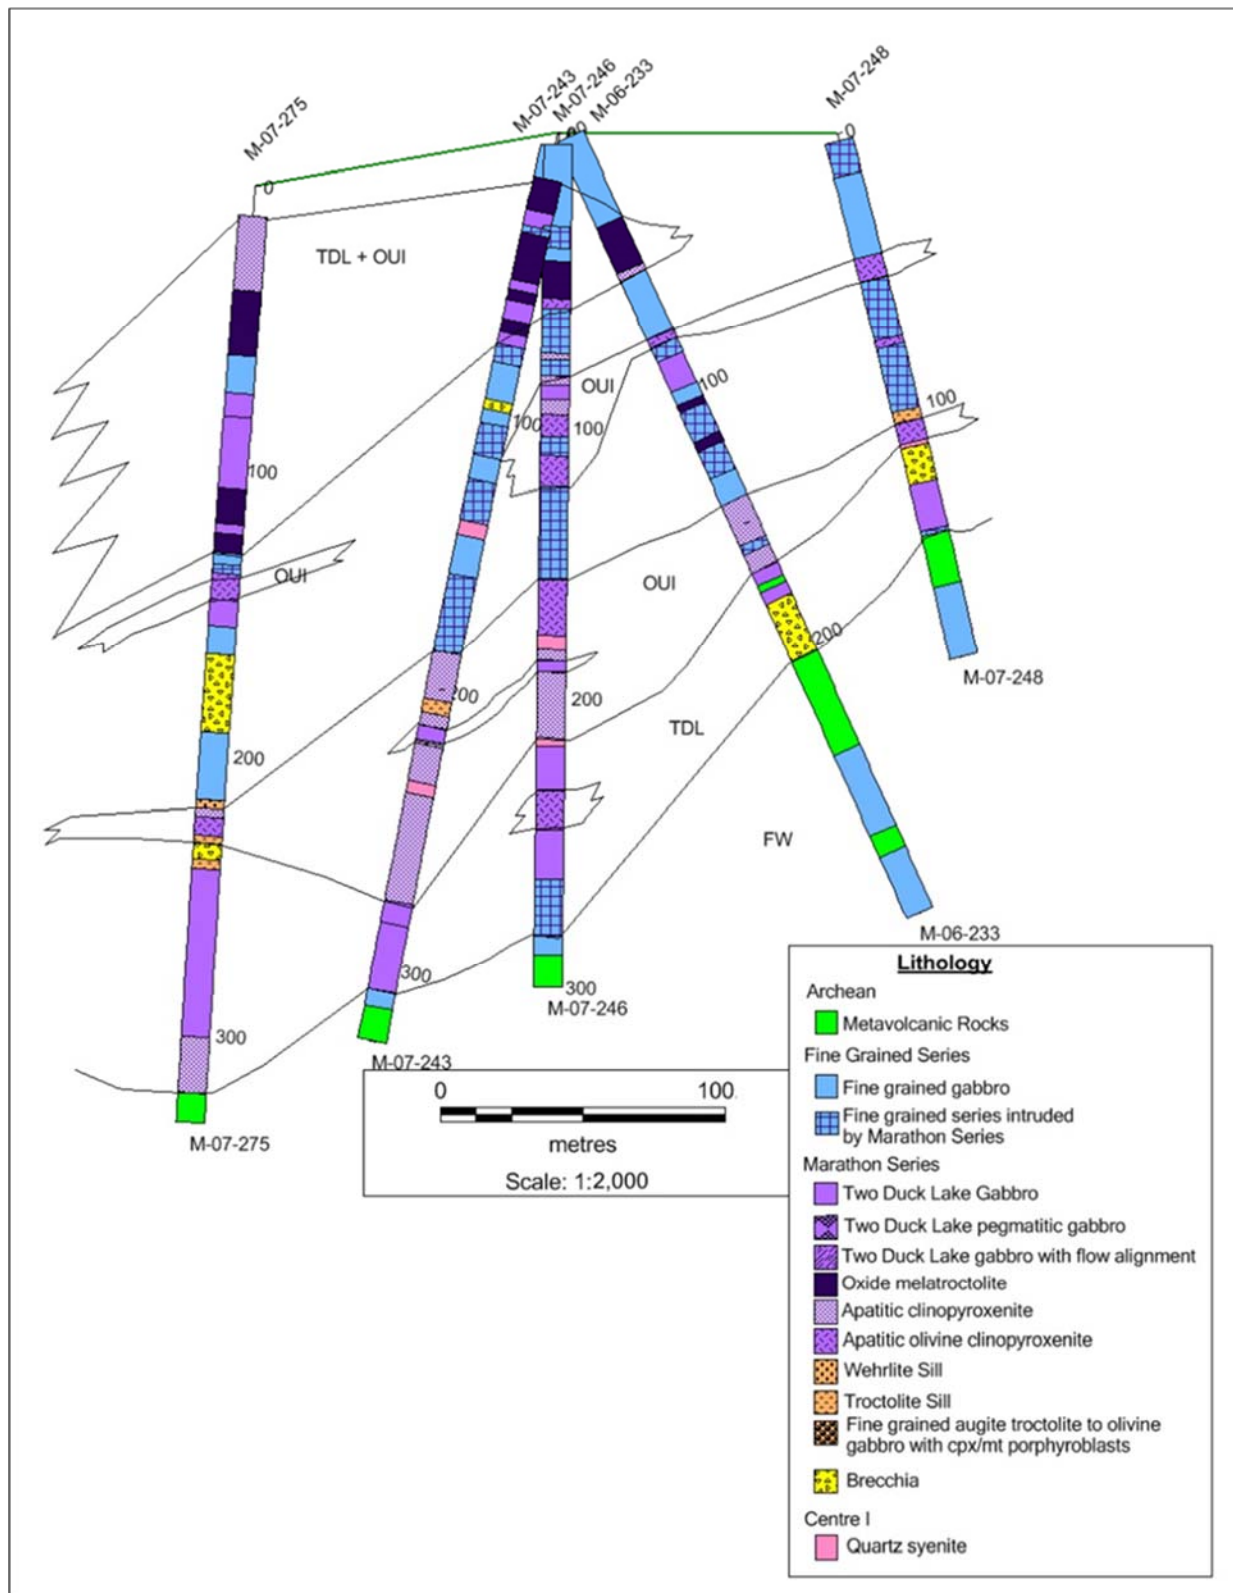 M-07-275
M-07-243
M-07-246
M-06-233
M-07-248
0
0
TDL + OUI
OUI
100
100
100
100
100
OUI
OUI
200
200
200
200
TDL
FW
M-07-248
M-06-233
300
300
300
M-07-246
M-07-243
M-07-275
0 100
metres
Scale: 1:2,000
Lithology
Archean
Metavolcanic Rocks
Fine Grained Series
Fine grained gabbro
Fine grained series intruded
by Marathon Series
Marathon Series
Two Duck Lake Gabbro
Two Duck Lake pegmatitic gabbro
Two Duck Lake gabbro with flow alignment
Oxide melatroctolite
Apatitic clinopyroxenite
Apatitic olivine clinopyroxenite
Wehrlite Sill
Troctolite Sill
Fine grained augite troctolite to olivine
gabbro with cpx/mt porphyroblasts
Brecchia
Centre I
Quartz syenite